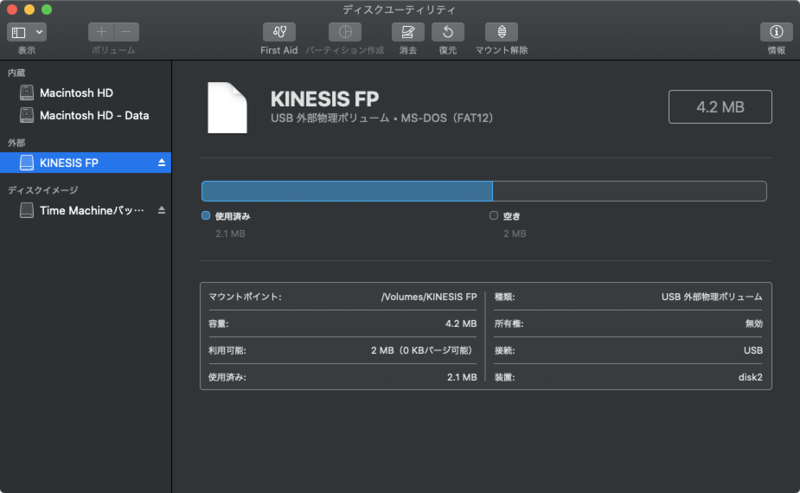 ディスクユーティリティ
表示
ボリューム
First Aid
パーティション作成
消去
復元
マウント解除
情報
内蔵
Macintosh HD
Macintosh HD - Data
外部
KINESIS FP
ディスクイメージ
Time Machineバッ…
KINESIS FP
USB 外部物理ボリューム • MS-DOS（FAT12）
4.2 MB
使用済み
2.1 MB
空き
2 MB
マウントポイント: /Volumes/KINESIS FP
容量: 4.2 MB
利用可能: 2 MB（0 KBパージ可能）
使用済み: 2.1 MB
種類: USB 外部物理ボリューム
所有権: 無効
接続: USB
装置: disk2